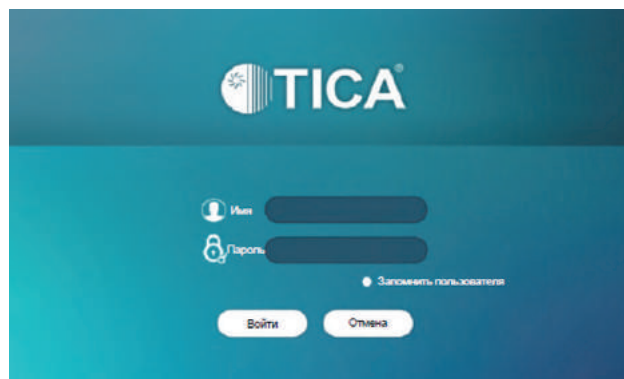 TICA®
Имя
Пароль
Запомнить пользователя
Войти Отмена